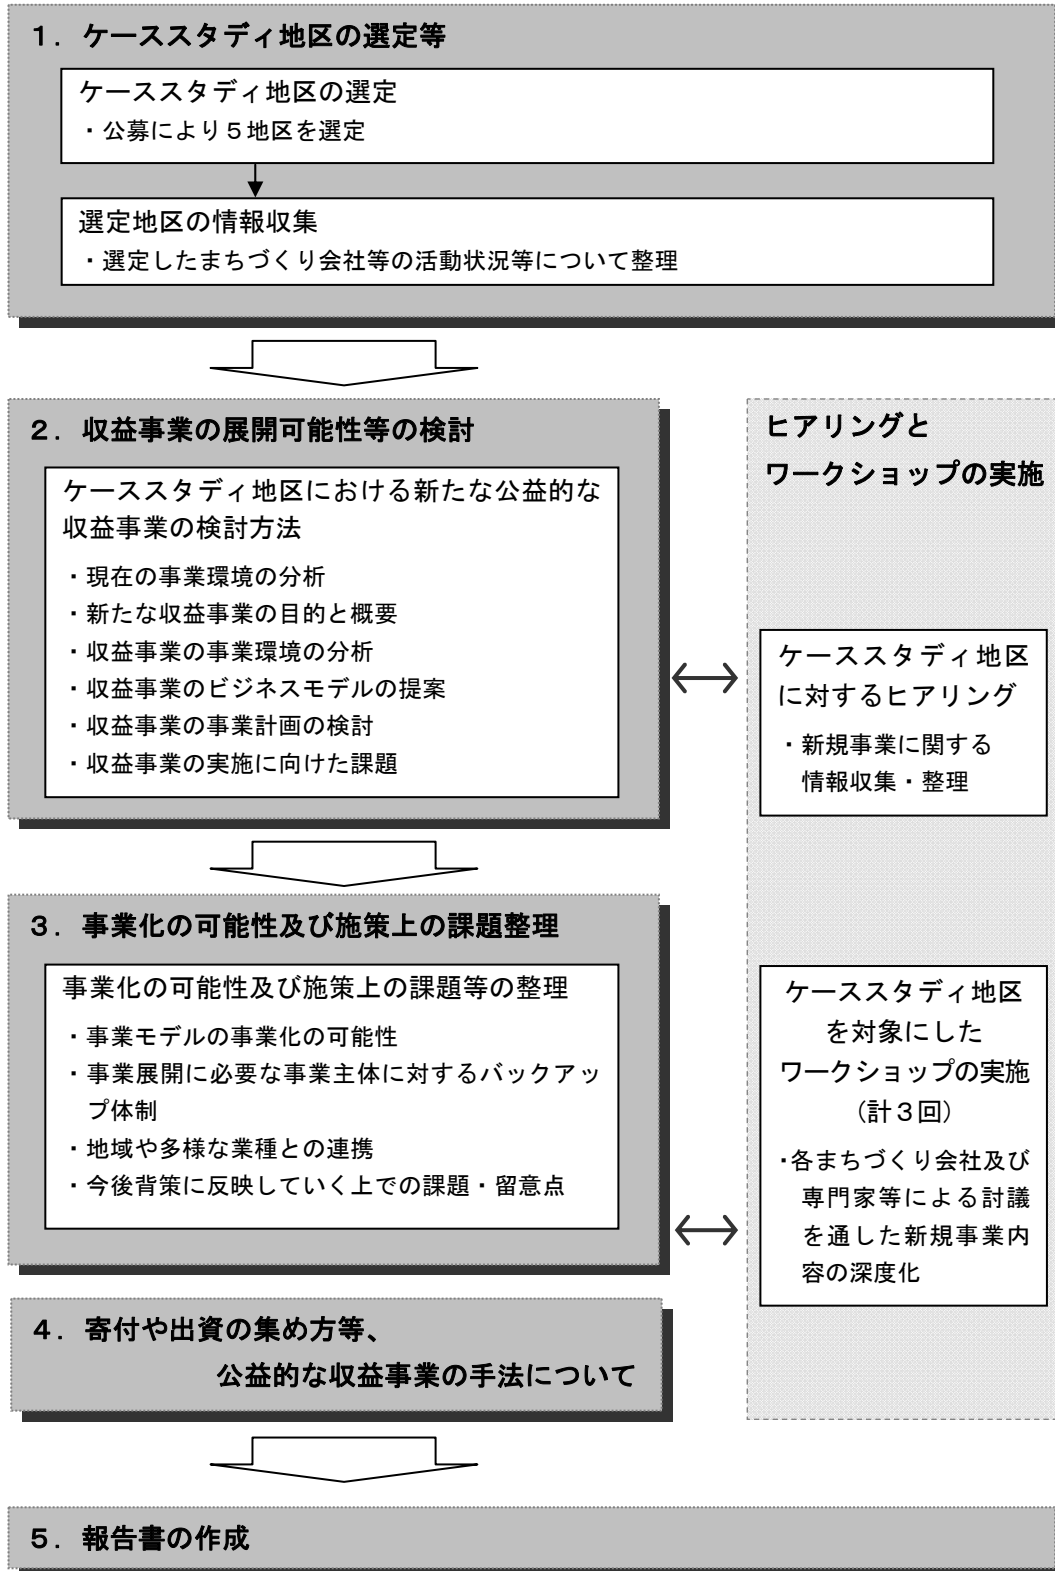 １．ケーススタディ地区の選定等
ケーススタディ地区の選定
・公募により５地区を選定
選定地区の情報収集
・選定したまちづくり会社等の活動状況等について整理
２．収益事業の展開可能性等の検討
ケーススタディ地区における新たな公益的な
収益事業の検討方法
・現在の事業環境の分析
・新たな収益事業の目的と概要
・収益事業の事業環境の分析
・収益事業のビジネスモデルの提案
・収益事業の事業計画の検討
・収益事業の実施に向けた課題
ヒアリングと
ワークショップの実施
ケーススタディ地区
に対するヒアリング
・新規事業に関する
情報収集・整理
３．事業化の可能性及び施策上の課題整理
事業化の可能性及び施策上の課題等の整理
・事業モデルの事業化の可能性
・事業展開に必要な事業主体に対するバックアッ
プ体制
・地域や多様な業種との連携
・今後背策に反映していく上での課題・留意点
ケーススタディ地区
を対象にした
ワークショップの実施
（計３回）
・各まちづくり会社及び
専門家等による討議
を通した新規事業内
容の深度化
４．寄付や出資の集め方等、
公益的な収益事業の手法について
５．報告書の作成